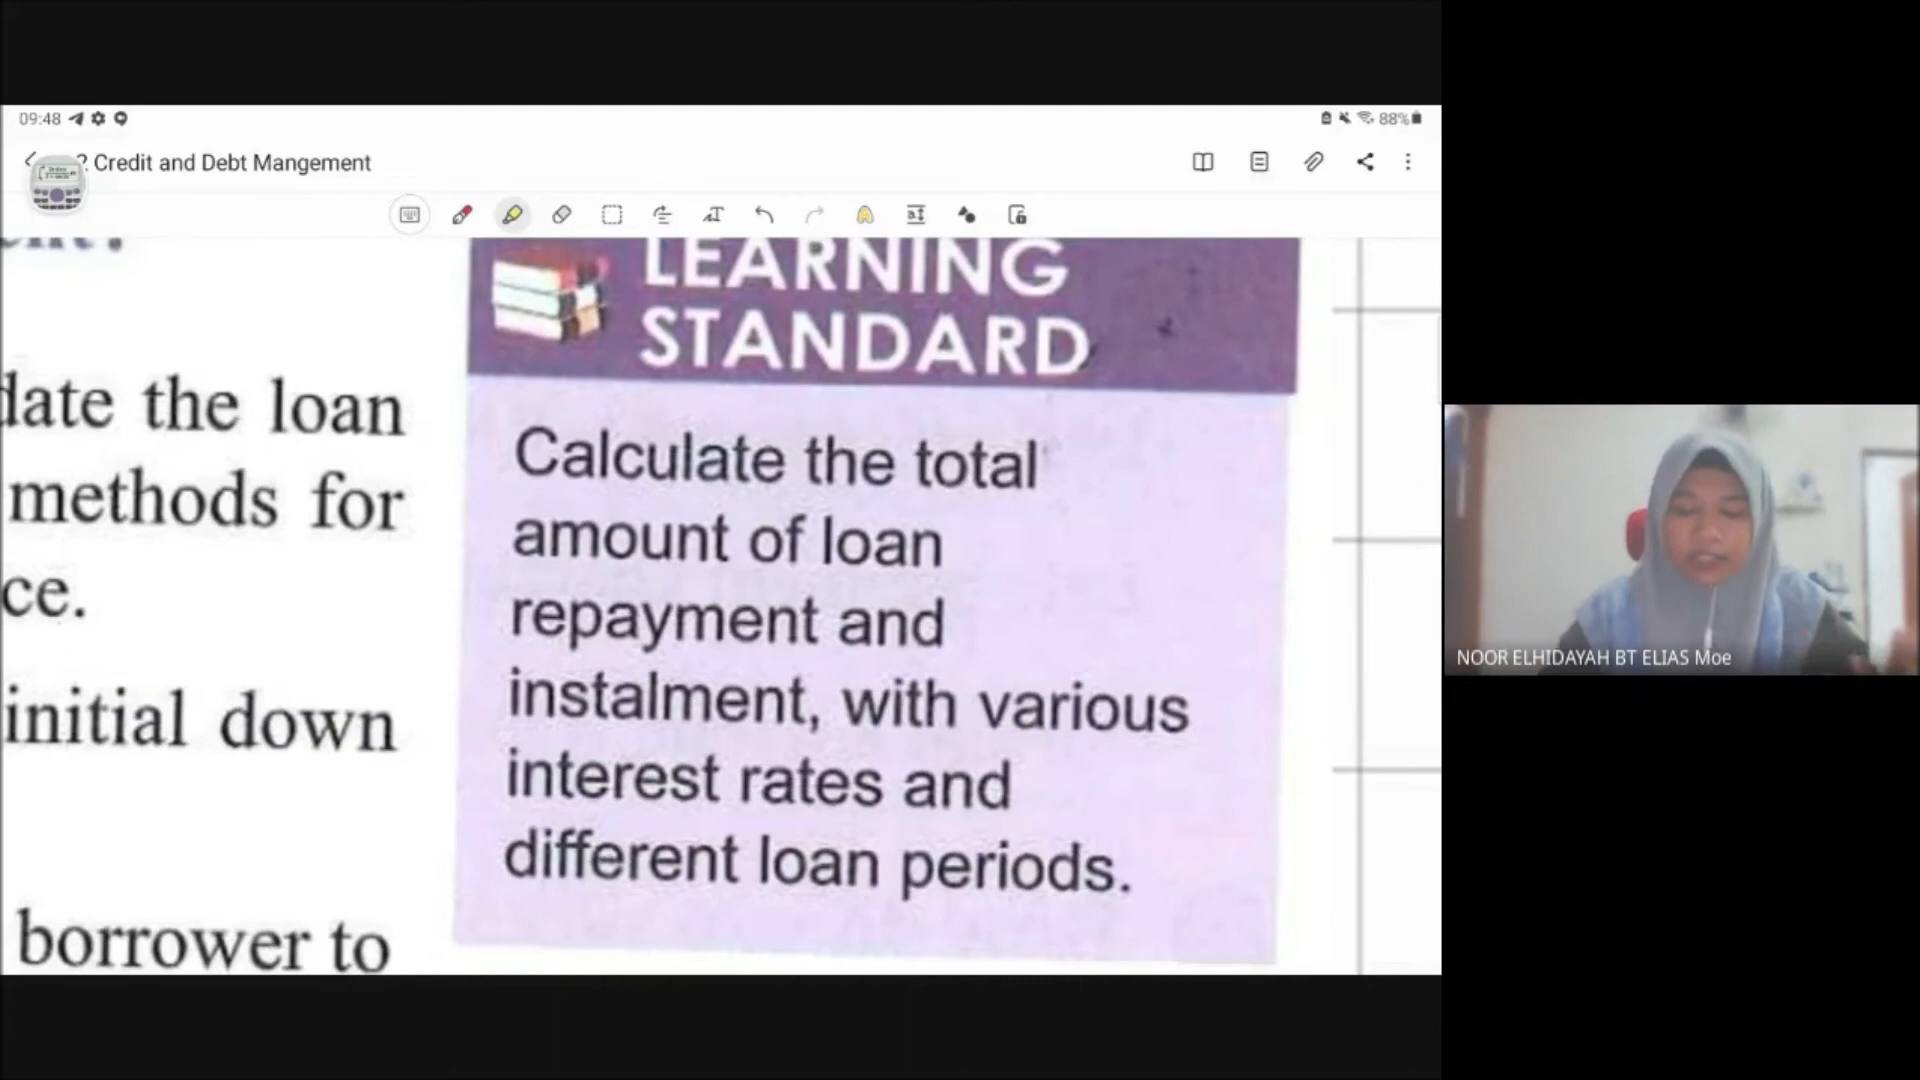 09:48
88%
2 Credit and Debt Mangement
LEARNING
STANDARD
date the loan
methods for
ce.
initial down
borrower to
Calculate the total
amount of loan
repayment and
instalment, with various
interest rates and
different loan periods.
NOOR ELHIDAYAH BT ELIAS Moe